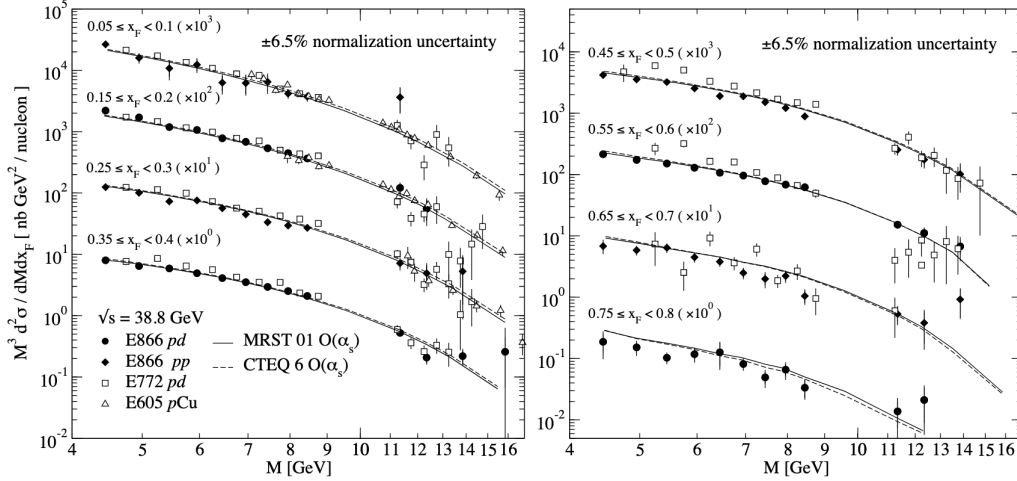 M³ d²σ / dMdx_F [ nb GeV² / nucleon ]
10⁵
10⁴
10³
10²
10¹
10⁰
10⁻¹
10⁻²
0.05 ≤ x_F < 0.1 (×10³)
±6.5% normalization uncertainty
0.15 ≤ x_F < 0.2 (×10²)
0.25 ≤ x_F < 0.3 (×10¹)
0.35 ≤ x_F < 0.4 (×10⁰)
√s = 38.8 GeV
E866 pd
E866 pp
E772 pd
E605 pCu
MRST 01 O(α_s)
CTEQ 6 O(α_s)
4 5 6 7 8 9 10 11 12 13 14 15 16
M [GeV]
0.45 ≤ x_F < 0.5 (×10³)
±6.5% normalization uncertainty
0.55 ≤ x_F < 0.6 (×10²)
0.65 ≤ x_F < 0.7 (×10¹)
0.75 ≤ x_F < 0.8 (×10⁰)
10⁵
10⁴
10³
10²
10¹
10⁰
10⁻¹
10⁻²
4 5 6 7 8 9 10 11 12 13 14 15 16
M [GeV]